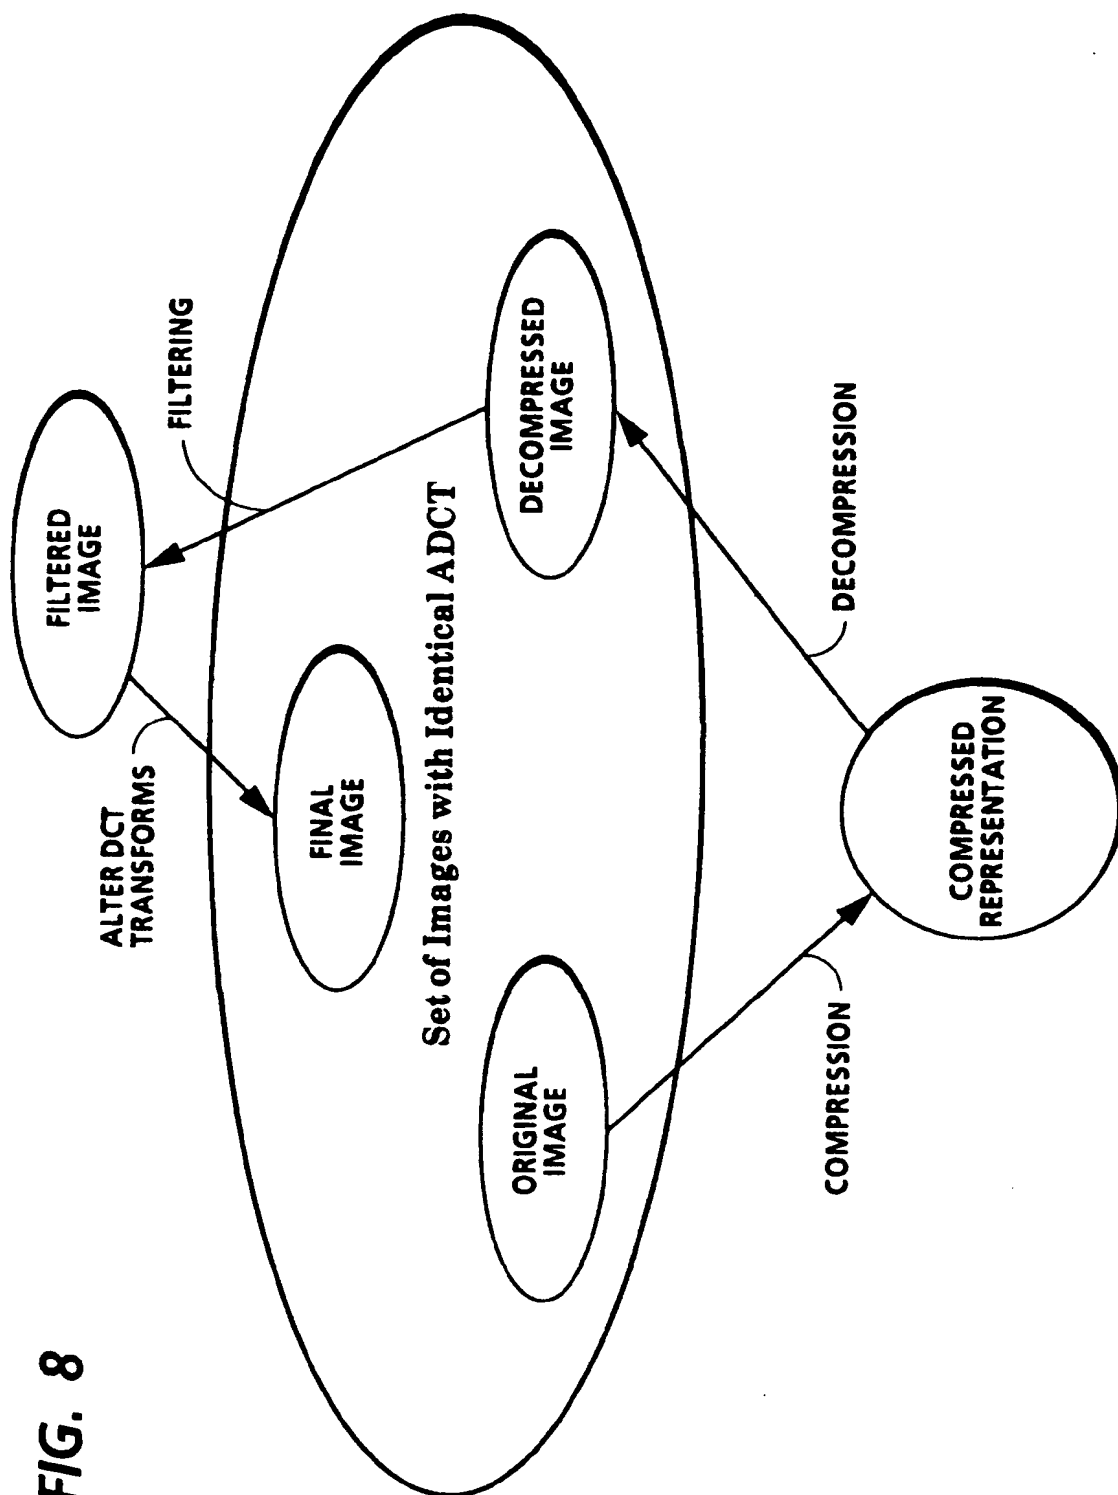 FIG. 8
FILTERED
IMAGE
FILTERING
ALTER DCT
TRANSFORMS
FINAL
IMAGE
Set of Images with Identical ADCT
ORIGINAL
IMAGE
DECOMPRESSED
IMAGE
COMPRESSION
DECOMPRESSION
COMPRESSED
REPRESENTATION